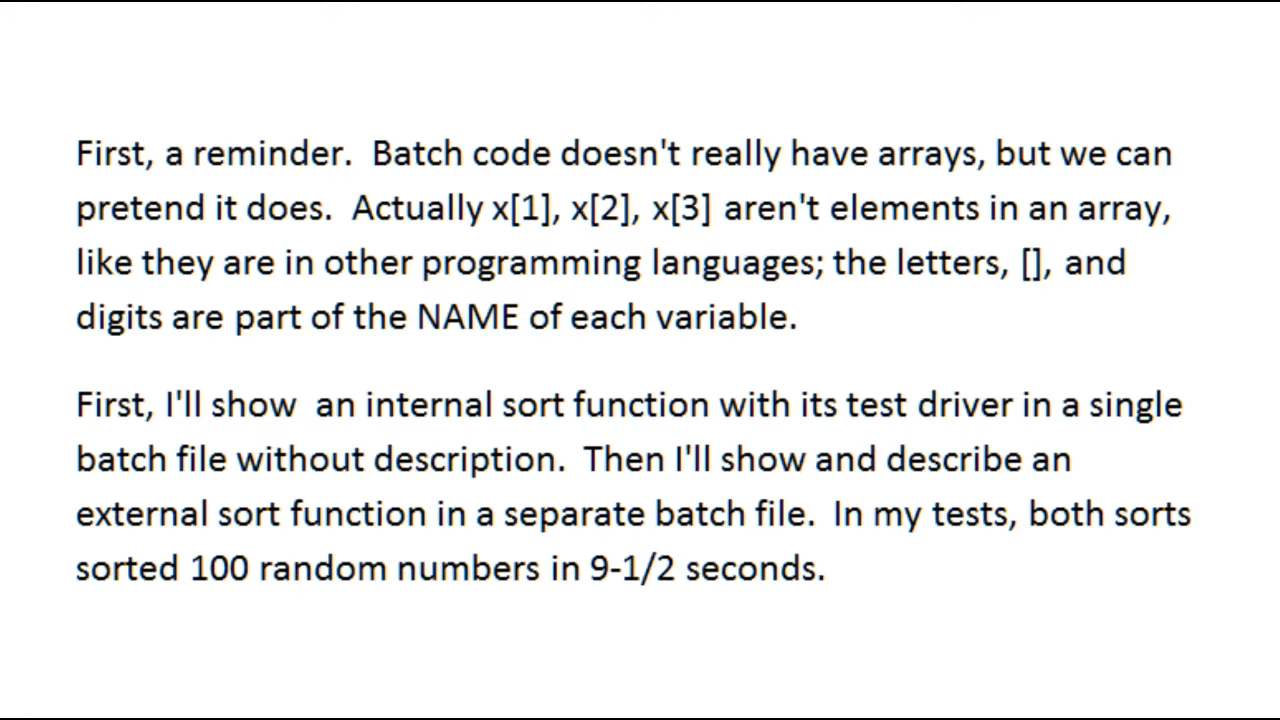 First, a reminder.  Batch code doesn't really have arrays, but we can
pretend it does.  Actually x[1], x[2], x[3] aren't elements in an array,
like they are in other programming languages; the letters, [], and
digits are part of the NAME of each variable.
First, I'll show  an internal sort function with its test driver in a single
batch file without description.  Then I'll show and describe an
external sort function in a separate batch file.  In my tests, both sorts
sorted 100 random numbers in 9-1/2 seconds.